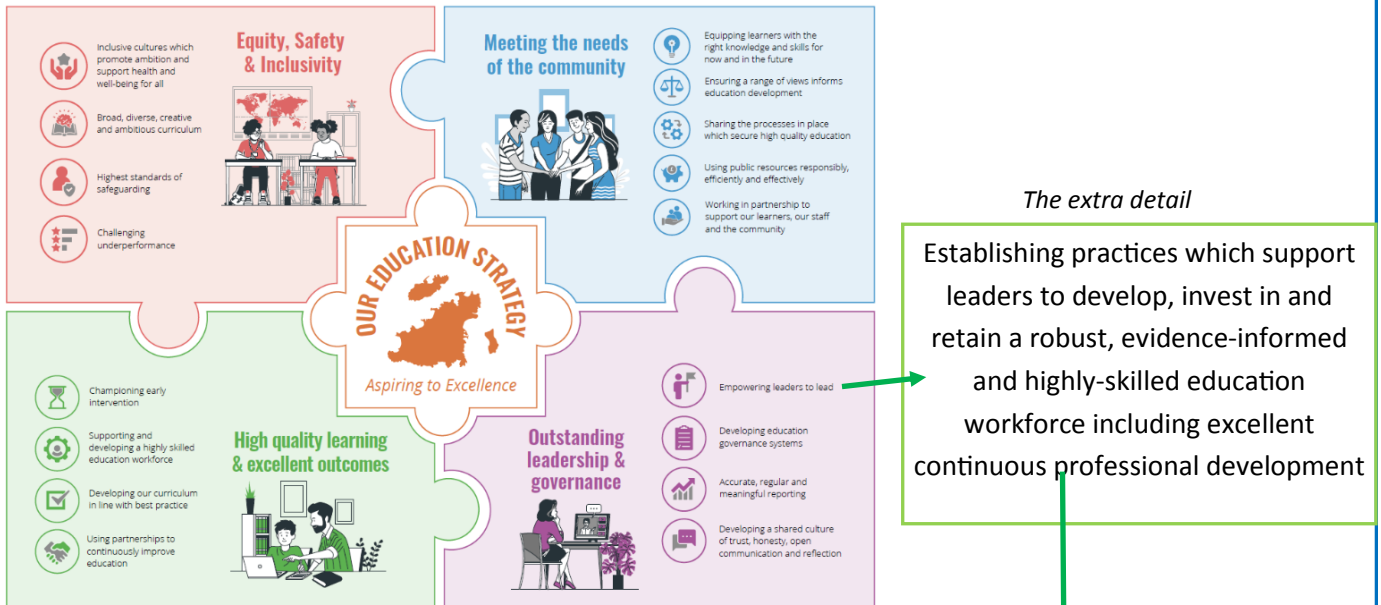 Equity, Safety
& Inclusivity
Inclusive cultures which
promote ambition and
support health and
well-being for all
Broad, diverse, creative
and ambitious curriculum
Highest standards of
safeguarding
Challenging
underperformance
Meeting the needs
of the community
Equipping learners with the
right knowledge and skills for
now and in the future
Ensuring a range of views informs
education development
Sharing the processes in place
which secure high quality education
Using public resources responsibly,
efficiently and effectively
Working in partnership to
support our learners, our staff
and the community
OUR EDUCATION STRATEGY
Aspiring to Excellence
Championing early
intervention
Supporting and
developing a highly skilled
education workforce
Developing our curriculum
in line with best practice
Using partnerships to
continuously improve
education
High quality learning
& excellent outcomes
Outstanding
leadership &
governance
Empowering leaders to lead
Developing education
governance systems
Accurate, regular and
meaningful reporting
Developing a shared culture
of trust, honesty, open
communication and reflection
The extra detail
Establishing practices which support
leaders to develop, invest in and
retain a robust, evidence-informed
and highly-skilled education
workforce including excellent
continuous professional development